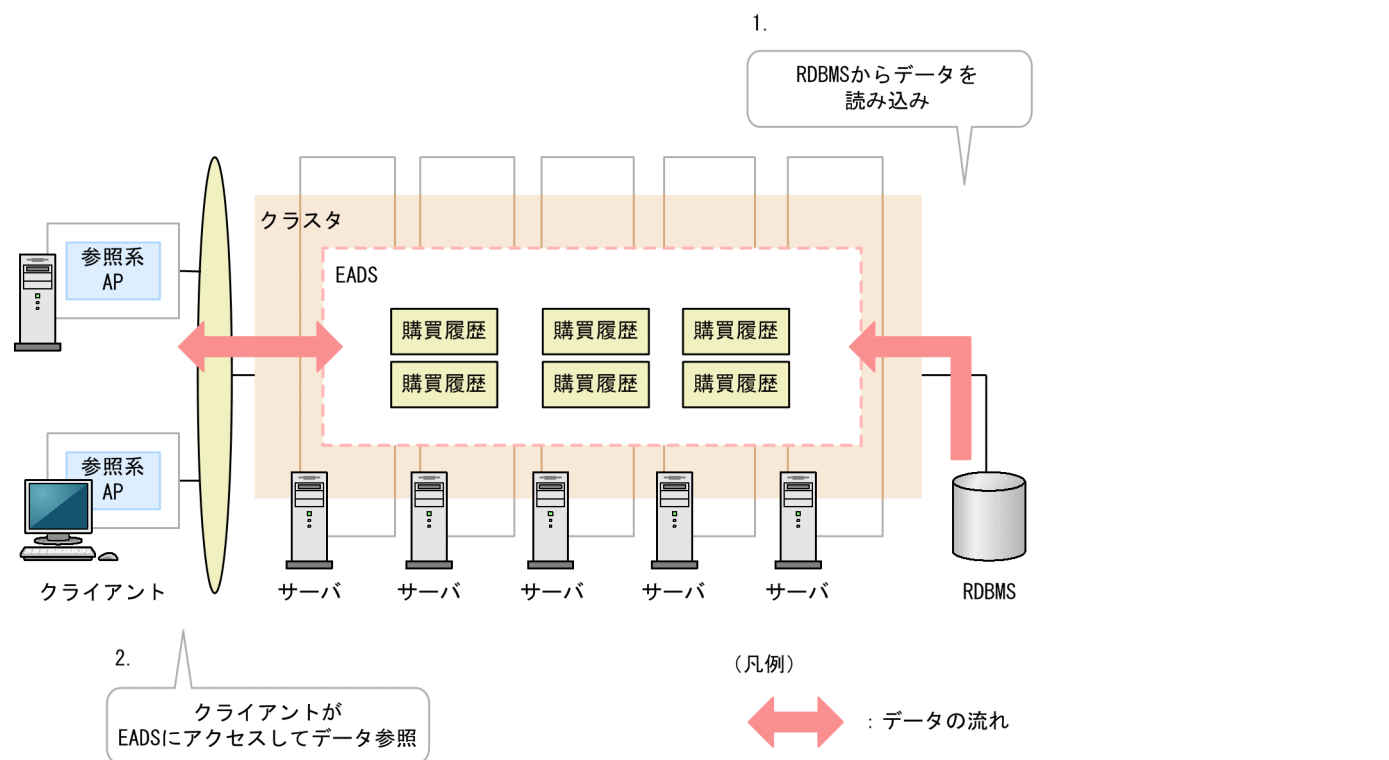 1.
RDBMSからデータを
読み込み
クラスタ
参照系
AP
EADS
購買履歴
購買履歴
購買履歴
購買履歴
購買履歴
購買履歴
参照系
AP
クライアント
サーバ
サーバ
サーバ
サーバ
サーバ
RDBMS
2.
クライアントが
EADSにアクセスしてデータ参照
(凡例)
:データの流れ